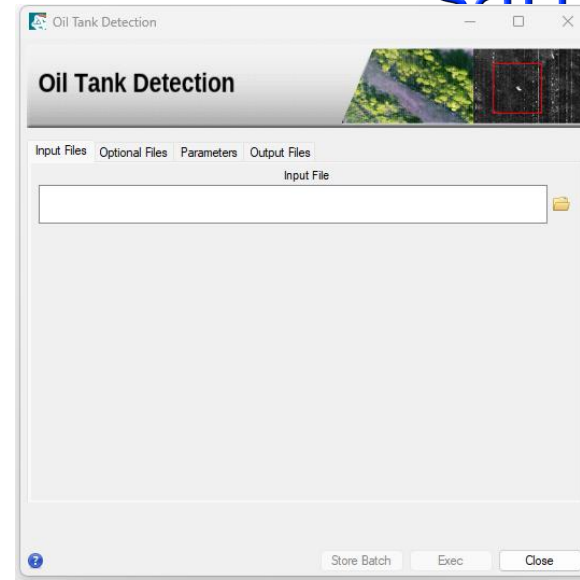 Oil Tank Detection
Oil Tank Detection
Input Files Optional Files Parameters Output Files
Input File
Store Batch Exec Close